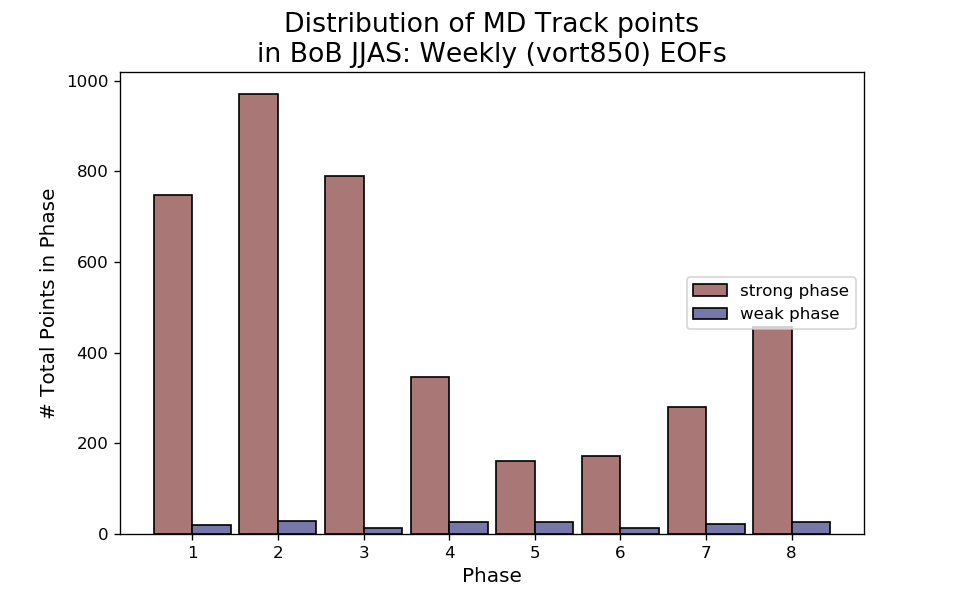 Distribution of MD Track points
in BoB JJAS: Weekly (vort850) EOFs
# Total Points in Phase
1000
800
600
400
200
0
strong phase
weak phase
1 2 3 4 5 6 7 8
Phase